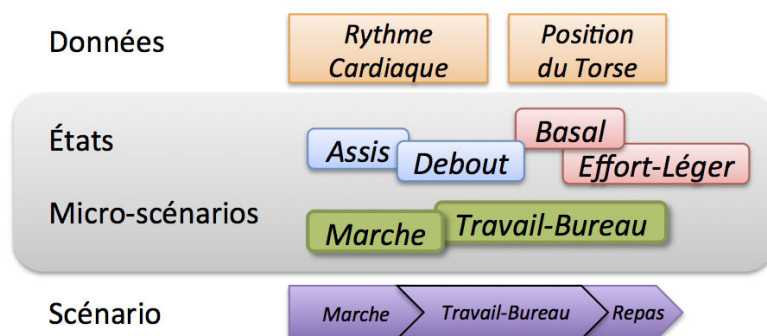 Données
Rythme
Cardiaque
Position
du Torse
États
Assis
Debout
Basal
Effort-Léger
Micro-scénarios
Marche
Travail-Bureau
Scénario
Marche
Travail-Bureau
Repas